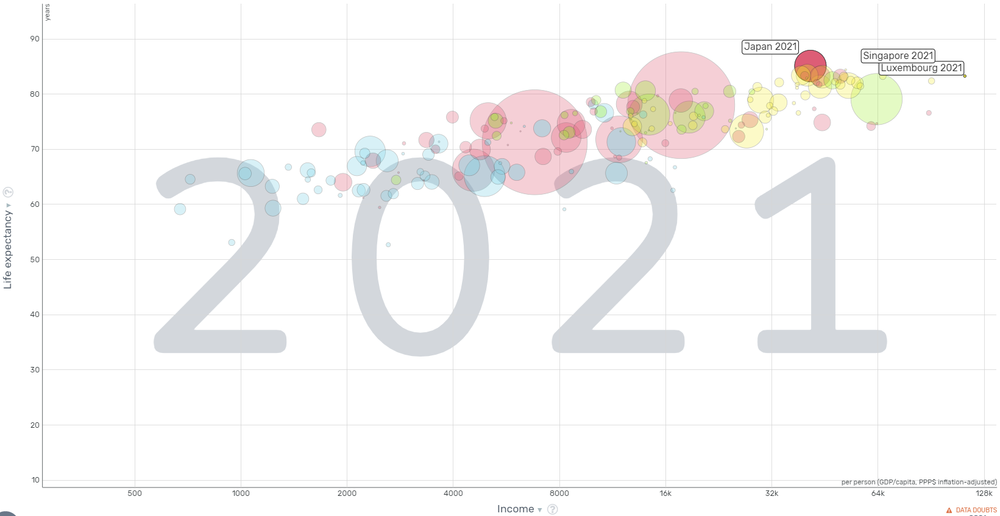 years
90
80
70
60
50
40
30
20
10
Life expectancy ▼ ?
2021
Japan 2021
Singapore 2021
Luxembourg 2021
per person (GDP/capita, PPP$ inflation-adjusted)
500 1000 2000 4000 8000 16k 32k 64k 128k
Income ▼ ?
DATA DOUBTS